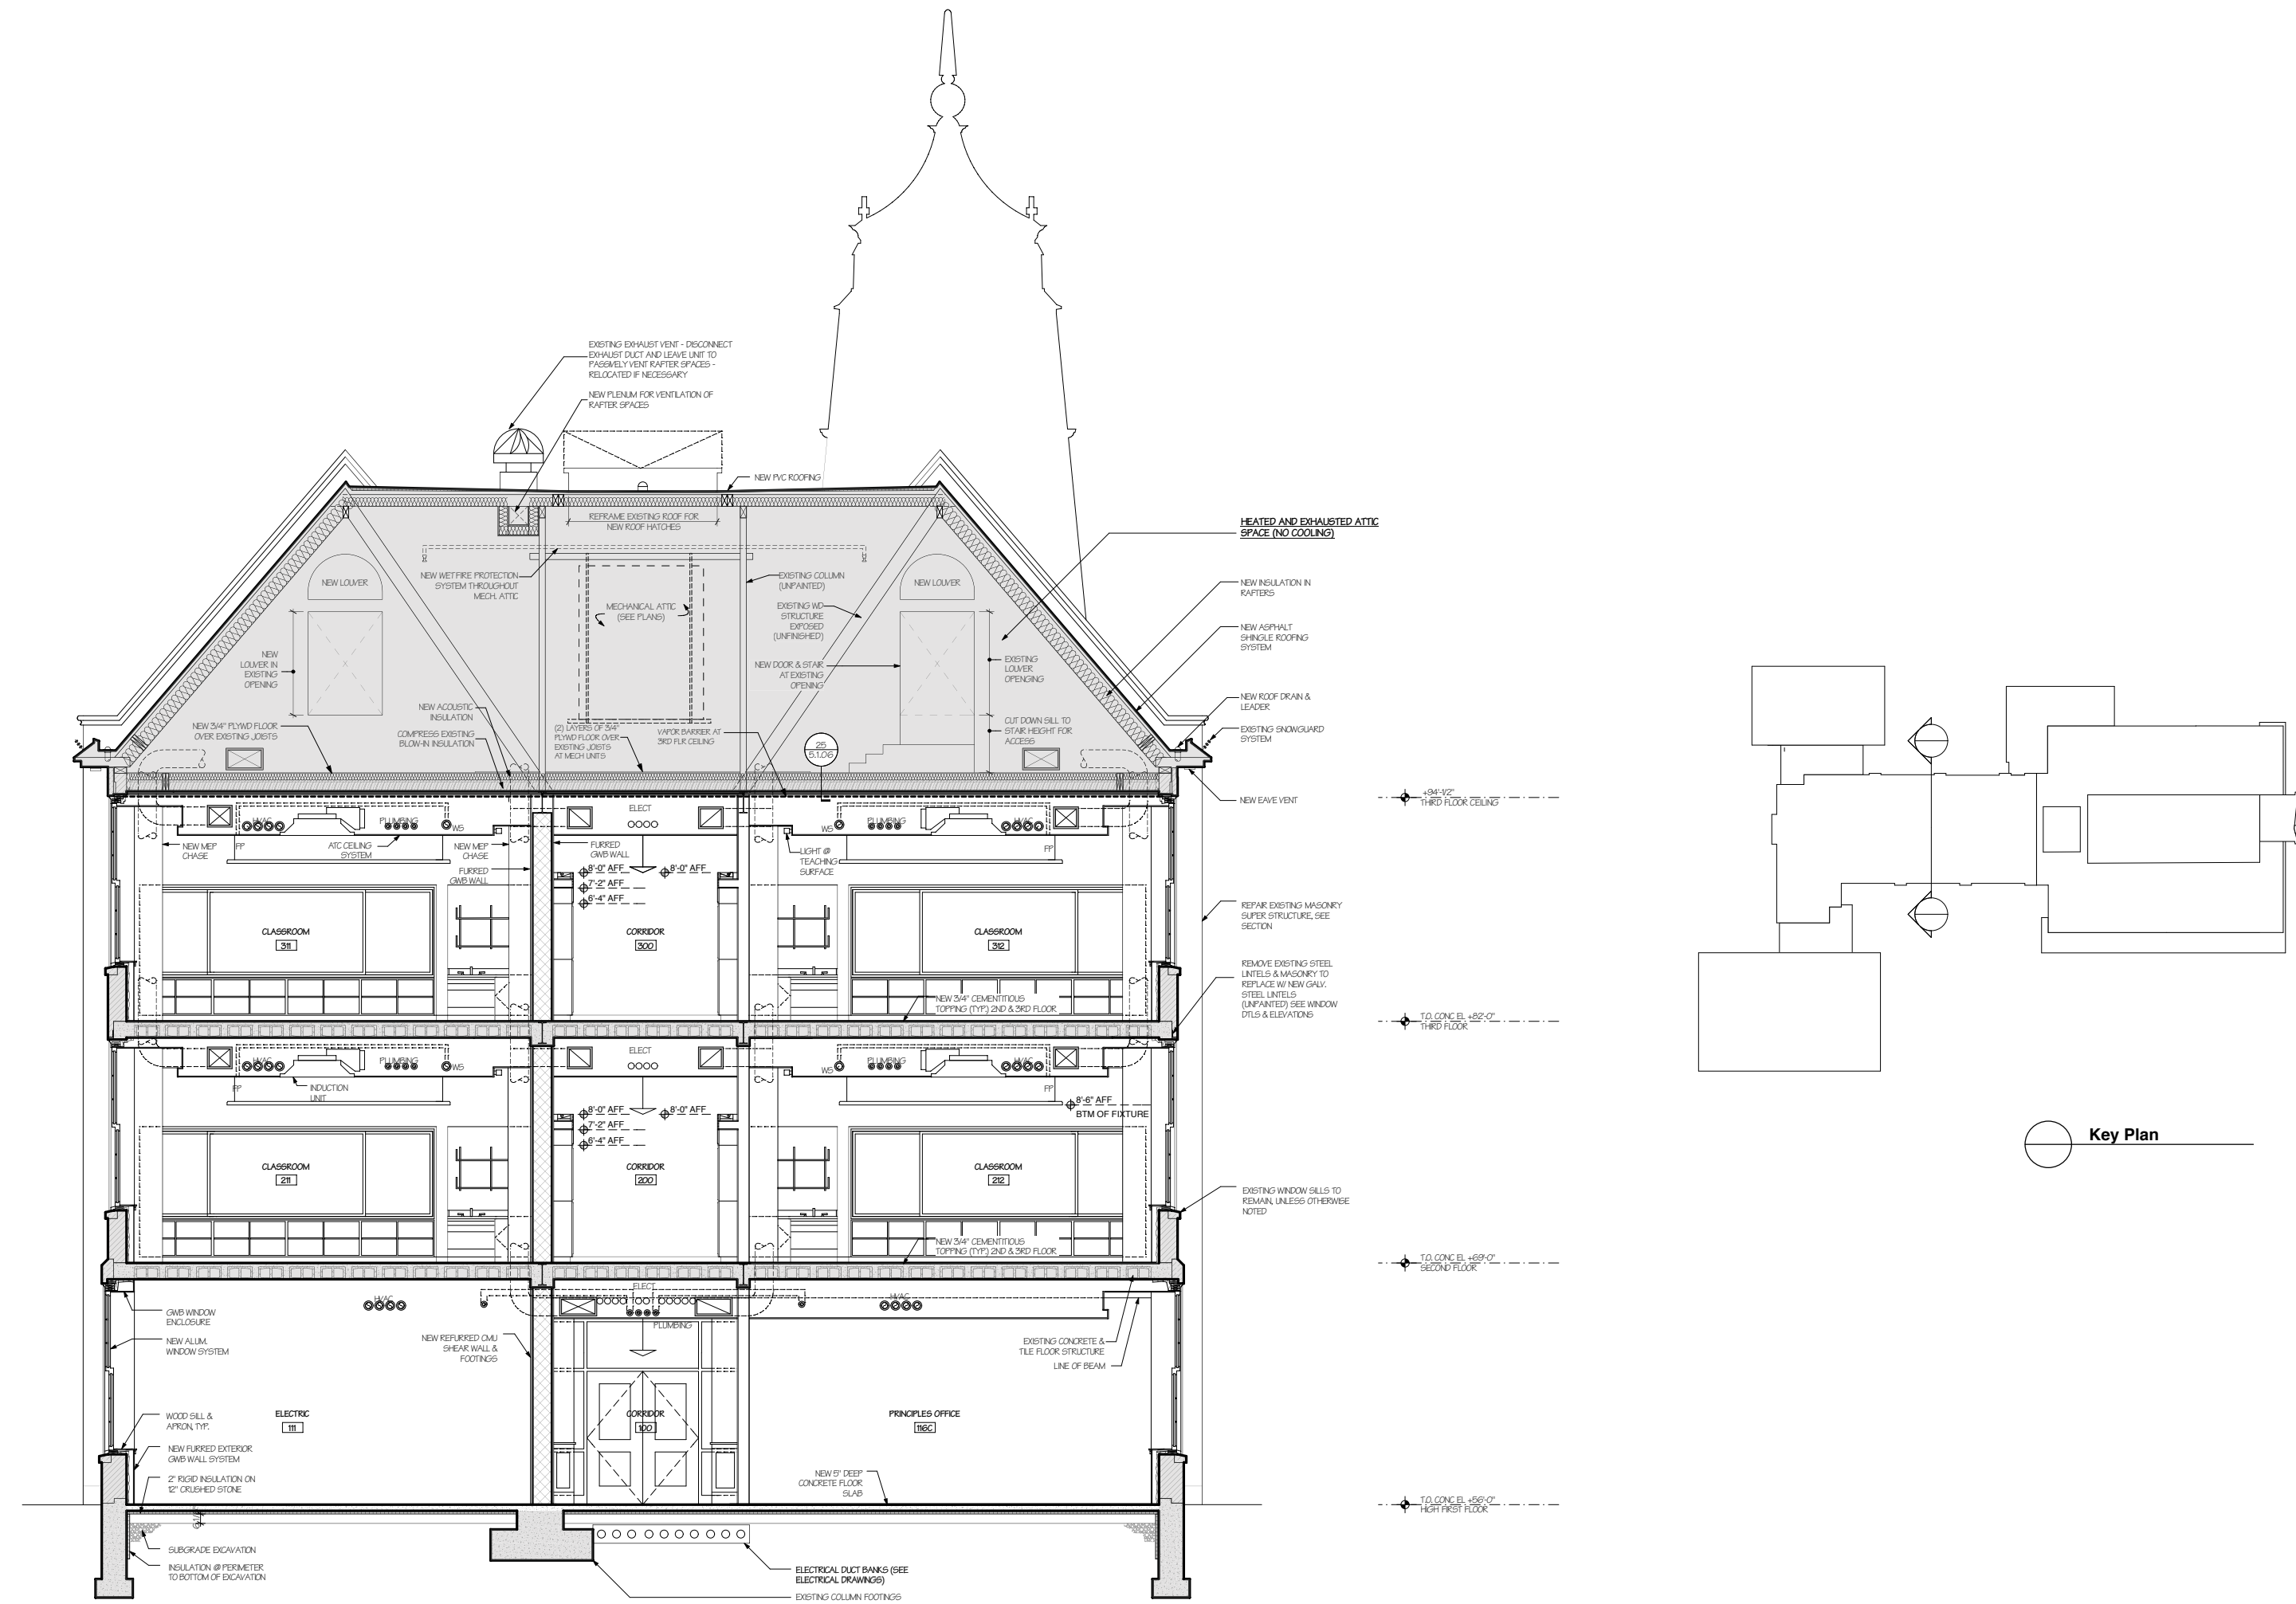 EXISTING EXHAUST VENT - DISCONNECT
EXHAUST DUCT AND LEAVE UNIT TO
PASSIVELY VENT RAFTER SPACES -
RELOCATED IF NECESSARY
NEW PLENUM FOR VENTILATION OF
RAFTER SPACES
NEW PVC ROOFING
REFRAME EXISTING ROOF FOR
NEW ROOF HATCHES
HEATED AND EXHAUSTED ATTIC
SPACE (NO COOLING)
NEW LOUVER
NEW WET FIRE PROTECTION
SYSTEM THROUGHOUT
MECH. ATTIC
EXISTING COLUMN
(UNPAINTED)
NEW LOUVER
NEW INSULATION IN
RAFTERS
MECHANICAL ATTIC
(SEE PLANS)
EXISTING WD
STRUCTURE
EXPOSED
(UNFINISHED)
NEW ASPHALT
SHINGLE ROOFING
SYSTEM
NEW
LOUVER IN
EXISTING
OPENING
NEW DOOR & STAIR
AT EXISTING
OPENING
EXISTING
LOUVER
OPENGING
NEW ROOF DRAIN &
LEADER
NEW ACOUSTIC
INSULATION
NEW 3/4" PLYWD FLOOR
OVER EXISTING JOISTS
COMPRESS EXISTING
BLOW-IN INSULATION
(2) LAYERS OF 3/4"
PLYWD FLOOR OVER
EXISTING JOISTS
AT MECH UNITS
VAPOR BARRIER AT
3RD FLR CEILING
25
5.1.06
CUT DOWN SILL TO
STAIR HEIGHT FOR
ACCESS
EXISTING SNOWGUARD
SYSTEM
NEW EAVE VENT
+94'-1/2"
THIRD FLOOR CEILING
HVAC
PLUMBING
WS
ELECT
WS
PLUMBING
HVAC
NEW MEP
CHASE
FP
ATC CEILING
SYSTEM
NEW MEP
CHASE
FURRED
GWB WALL
FURRED
GWB WALL
LIGHT @
TEACHING
SURFACE
FP
8'-0" AFF
8'-0" AFF
7'-2" AFF
6'-4" AFF
CLASSROOM
311
CORRIDOR
300
CLASSROOM
312
REPAIR EXISTING MASONRY
SUPER STRUCTURE, SEE
SECTION
REMOVE EXISTING STEEL
LINTELS & MASONRY TO
REPLACE W/ NEW GALV.
STEEL LINTELS
(UNPAINTED) SEE WINDOW
DTLS & ELEVATIONS
NEW 3/4" CEMENTITIOUS
TOPPING (TYP.) 2ND & 3RD FLOOR
T.O. CONC EL +82'-0"
THIRD FLOOR
HVAC
PLUMBING
WS
ELECT
WS
PLUMBING
HVAC
FP
INDUCTION
UNIT
FP
8'-0" AFF
8'-0" AFF
7'-2" AFF
6'-4" AFF
8'-6" AFF
BTM OF FIXTURE
Key Plan
CLASSROOM
211
CORRIDOR
200
CLASSROOM
212
EXISTING WINDOW SILLS TO
REMAIN, UNLESS OTHERWISE
NOTED
NEW 3/4" CEMENTITIOUS
TOPPING (TYP.) 2ND & 3RD FLOOR
T.O. CONC EL +69'-0"
SECOND FLOOR
HVAC
ELECT
PLUMBING
HVAC
GWB WINDOW
ENCLOSURE
NEW ALUM.
WINDOW SYSTEM
NEW REFURRED CMU
SHEAR WALL &
FOOTINGS
EXISTING CONCRETE &
TILE FLOOR STRUCTURE
LINE OF BEAM
WOOD SILL &
APRON, TYP.
ELECTRIC
111
CORRIDOR
100
PRINCIPLES OFFICE
116C
NEW FURRED EXTERIOR
GWB WALL SYSTEM
2" RIGID INSULATION ON
12" CRUSHED STONE
NEW 5" DEEP
CONCRETE FLOOR
SLAB
T.O. CONC EL +56'-0"
HIGH FIRST FLOOR
SUBGRADE EXCAVATION
INSULATION @ PERIMETER
TO BOTTOM OF EXCAVATION
ELECTRICAL DUCT BANKS (SEE
ELECTRICAL DRAWINGS)
EXISTING COLUMN FOOTINGS